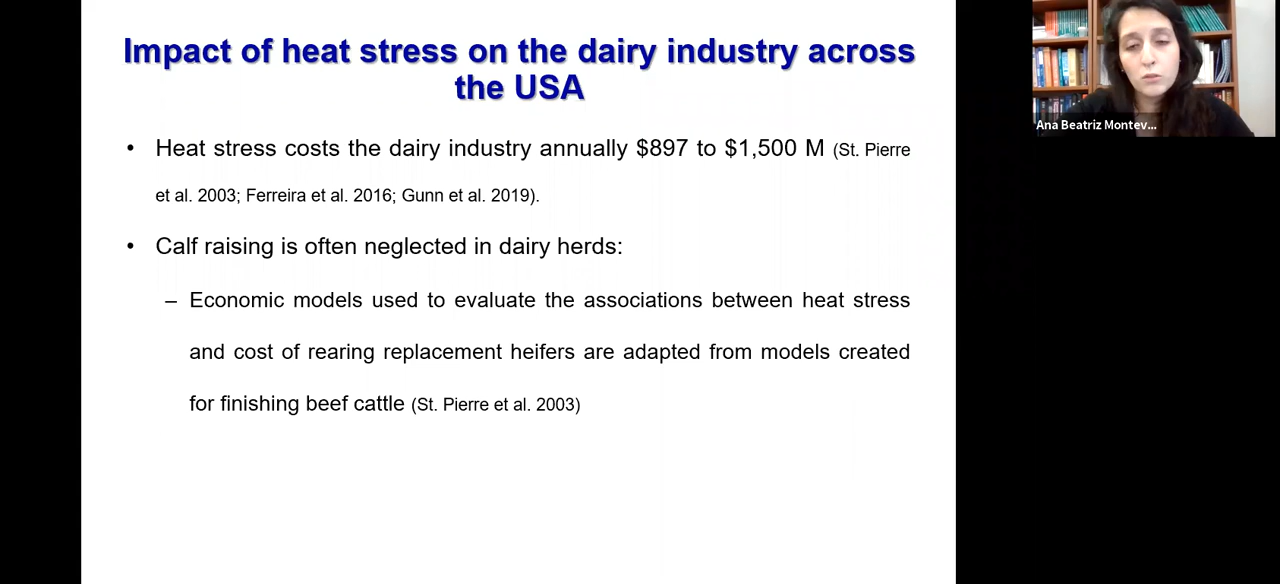 Impact of heat stress on the dairy industry across
the USA
• Heat stress costs the dairy industry annually $897 to $1,500 M (St. Pierre
et al. 2003; Ferreira et al. 2016; Gunn et al. 2019).
• Calf raising is often neglected in dairy herds:
– Economic models used to evaluate the associations between heat stress
and cost of rearing replacement heifers are adapted from models created
for finishing beef cattle (St. Pierre et al. 2003)
Ana Beatriz Montev...